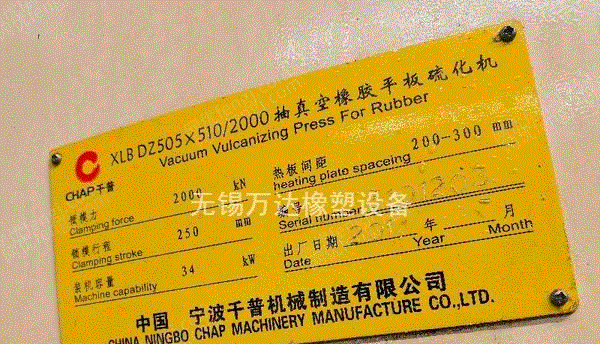 XLB DZ505×510/2000 抽真空橡胶平板硫化机
Vacuum Vulcanizing Press For Rubber
CHAP千普
锁模力 2000 kN
Clamping force
热板间距 200-300 mm
heating plate spaceing
锁模行程 250 mm
Clamping stroke
Serial number
装机容量 34 kW
Machine capability
出厂日期 年 月
Date Year Month
无锡万达橡塑设备
中国 宁波千普机械制造有限公司
CHINA NINGBO CHAP MACHINERY MANUFACTURE CO.,LTD.